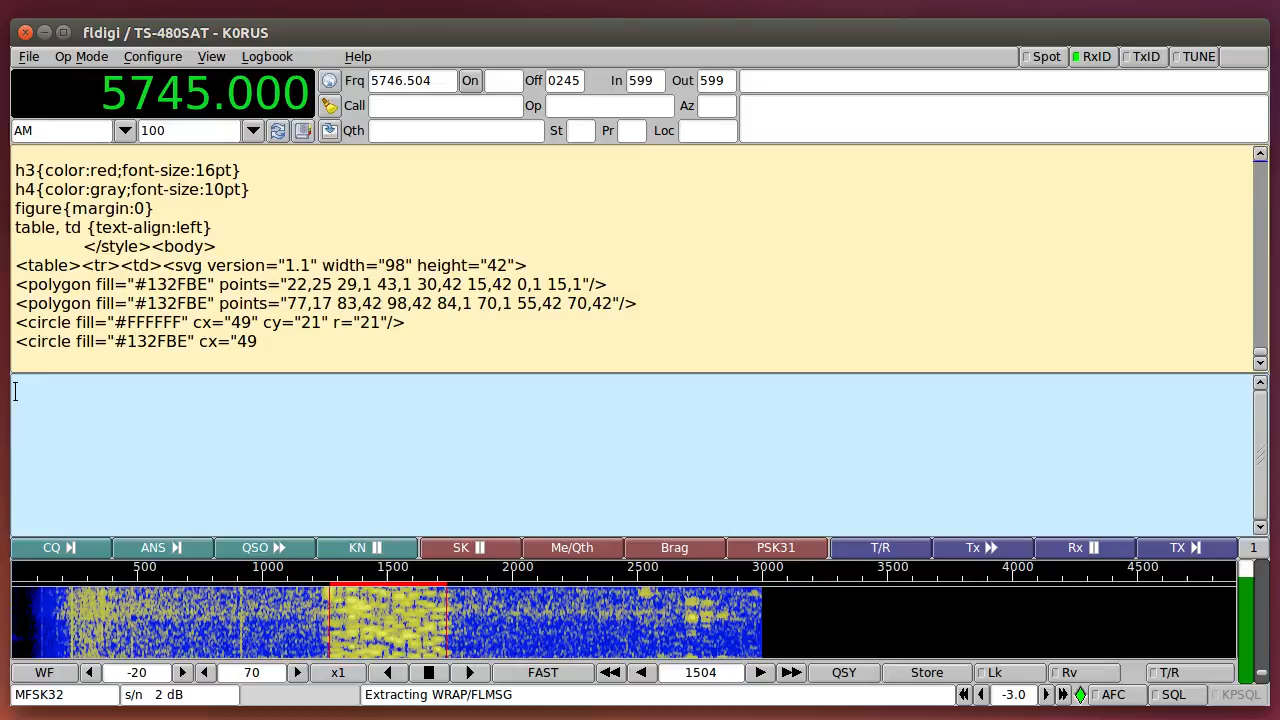 fldigi / TS-480SAT - K0RUS
File Op Mode Configure View Logbook Help Spot RxID TxID TUNE
5745.000 Frq 5746.504 On Off 0245 In 599 Out 599
Call Op Az
AM 100 Qth St Pr Loc
h3{color:red;font-size:16pt}
h4{color:gray;font-size:10pt}
figure{margin:0}
table, td {text-align:left}
</style><body>
<table><tr><td><svg version="1.1" width="98" height="42">
<polygon fill="#132FBE" points="22,25 29,1 43,1 30,42 15,42 0,1 15,1"/>
<polygon fill="#132FBE" points="77,17 83,42 98,42 84,1 70,1 55,42 70,42"/>
<circle fill="#FFFFFF" cx="49" cy="21" r="21"/>
<circle fill="#132FBE" cx="49
CQ ANS QSO KN SK Me/Qth Brag PSK31 T/R Tx Rx TX 1
500 1000 1500 2000 2500 3000 3500 4000 4500
WF -20 70 x1 FAST 1504 QSY Store Lk Rv T/R
MFSK32 s/n 2 dB Extracting WRAP/FLMSG -3.0 AFC SQL KPSQL